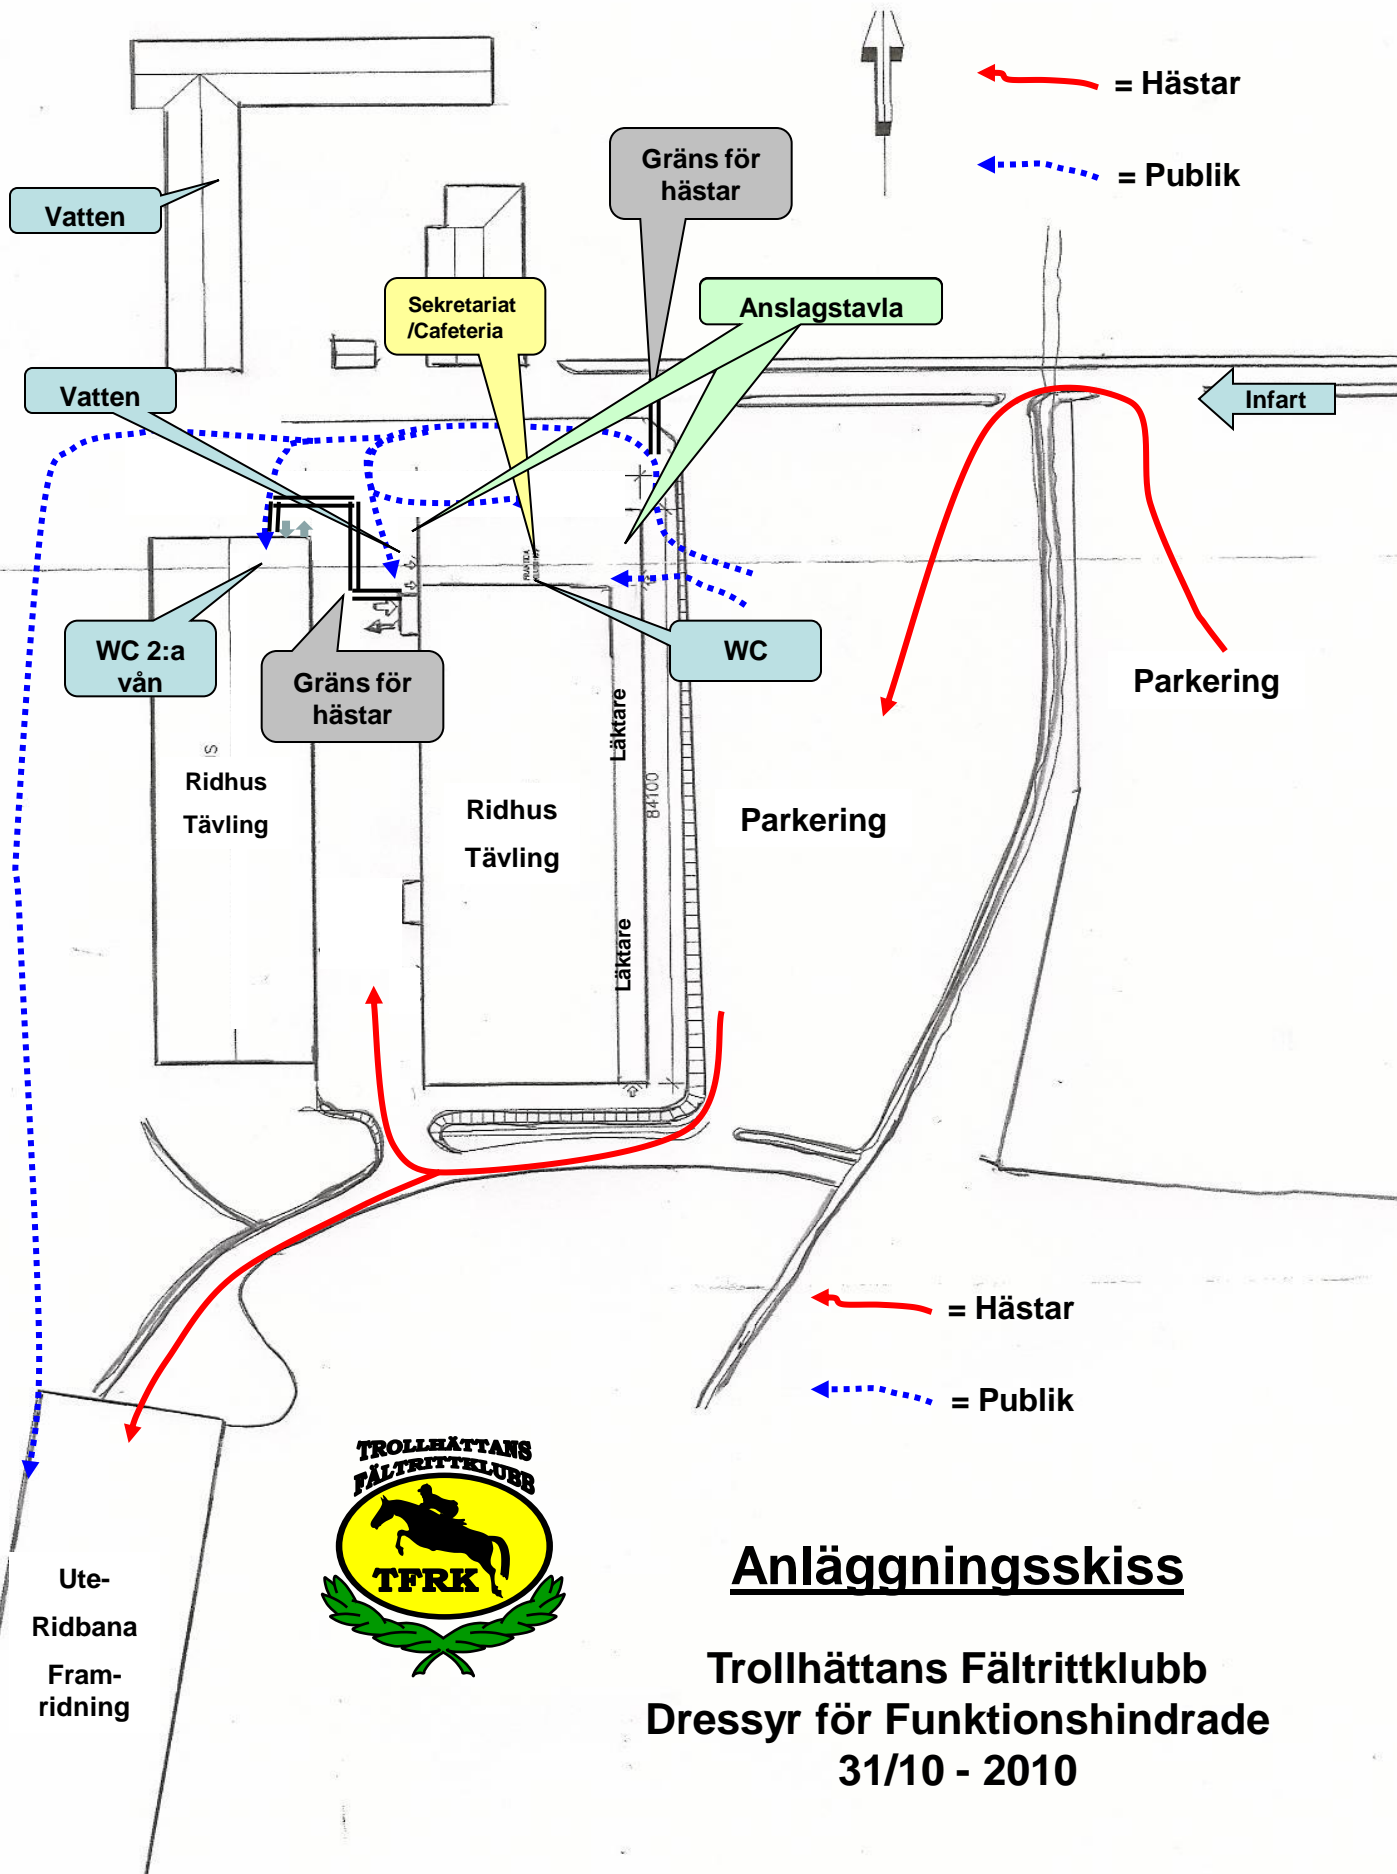 = Hästar
= Publik
Gräns för
hästar
Vatten
Sekretariat
/Cafeteria
Anslagstavla
Vatten
Infart
WC 2:a
vån
Gräns för
hästar
WC
Parkering
Läktare
84100
Ridhus
Tävling
Ridhus
Tävling
Parkering
Läktare
= Hästar
= Publik
TROLLHÄTTANS
FÄLTRITTKLUBB
TFRK
Ute-
Ridbana
Fram-
ridning
Anläggningsskiss
Trollhättans Fältrittklubb
Dressyr för Funktionshindrade
31/10 - 2010